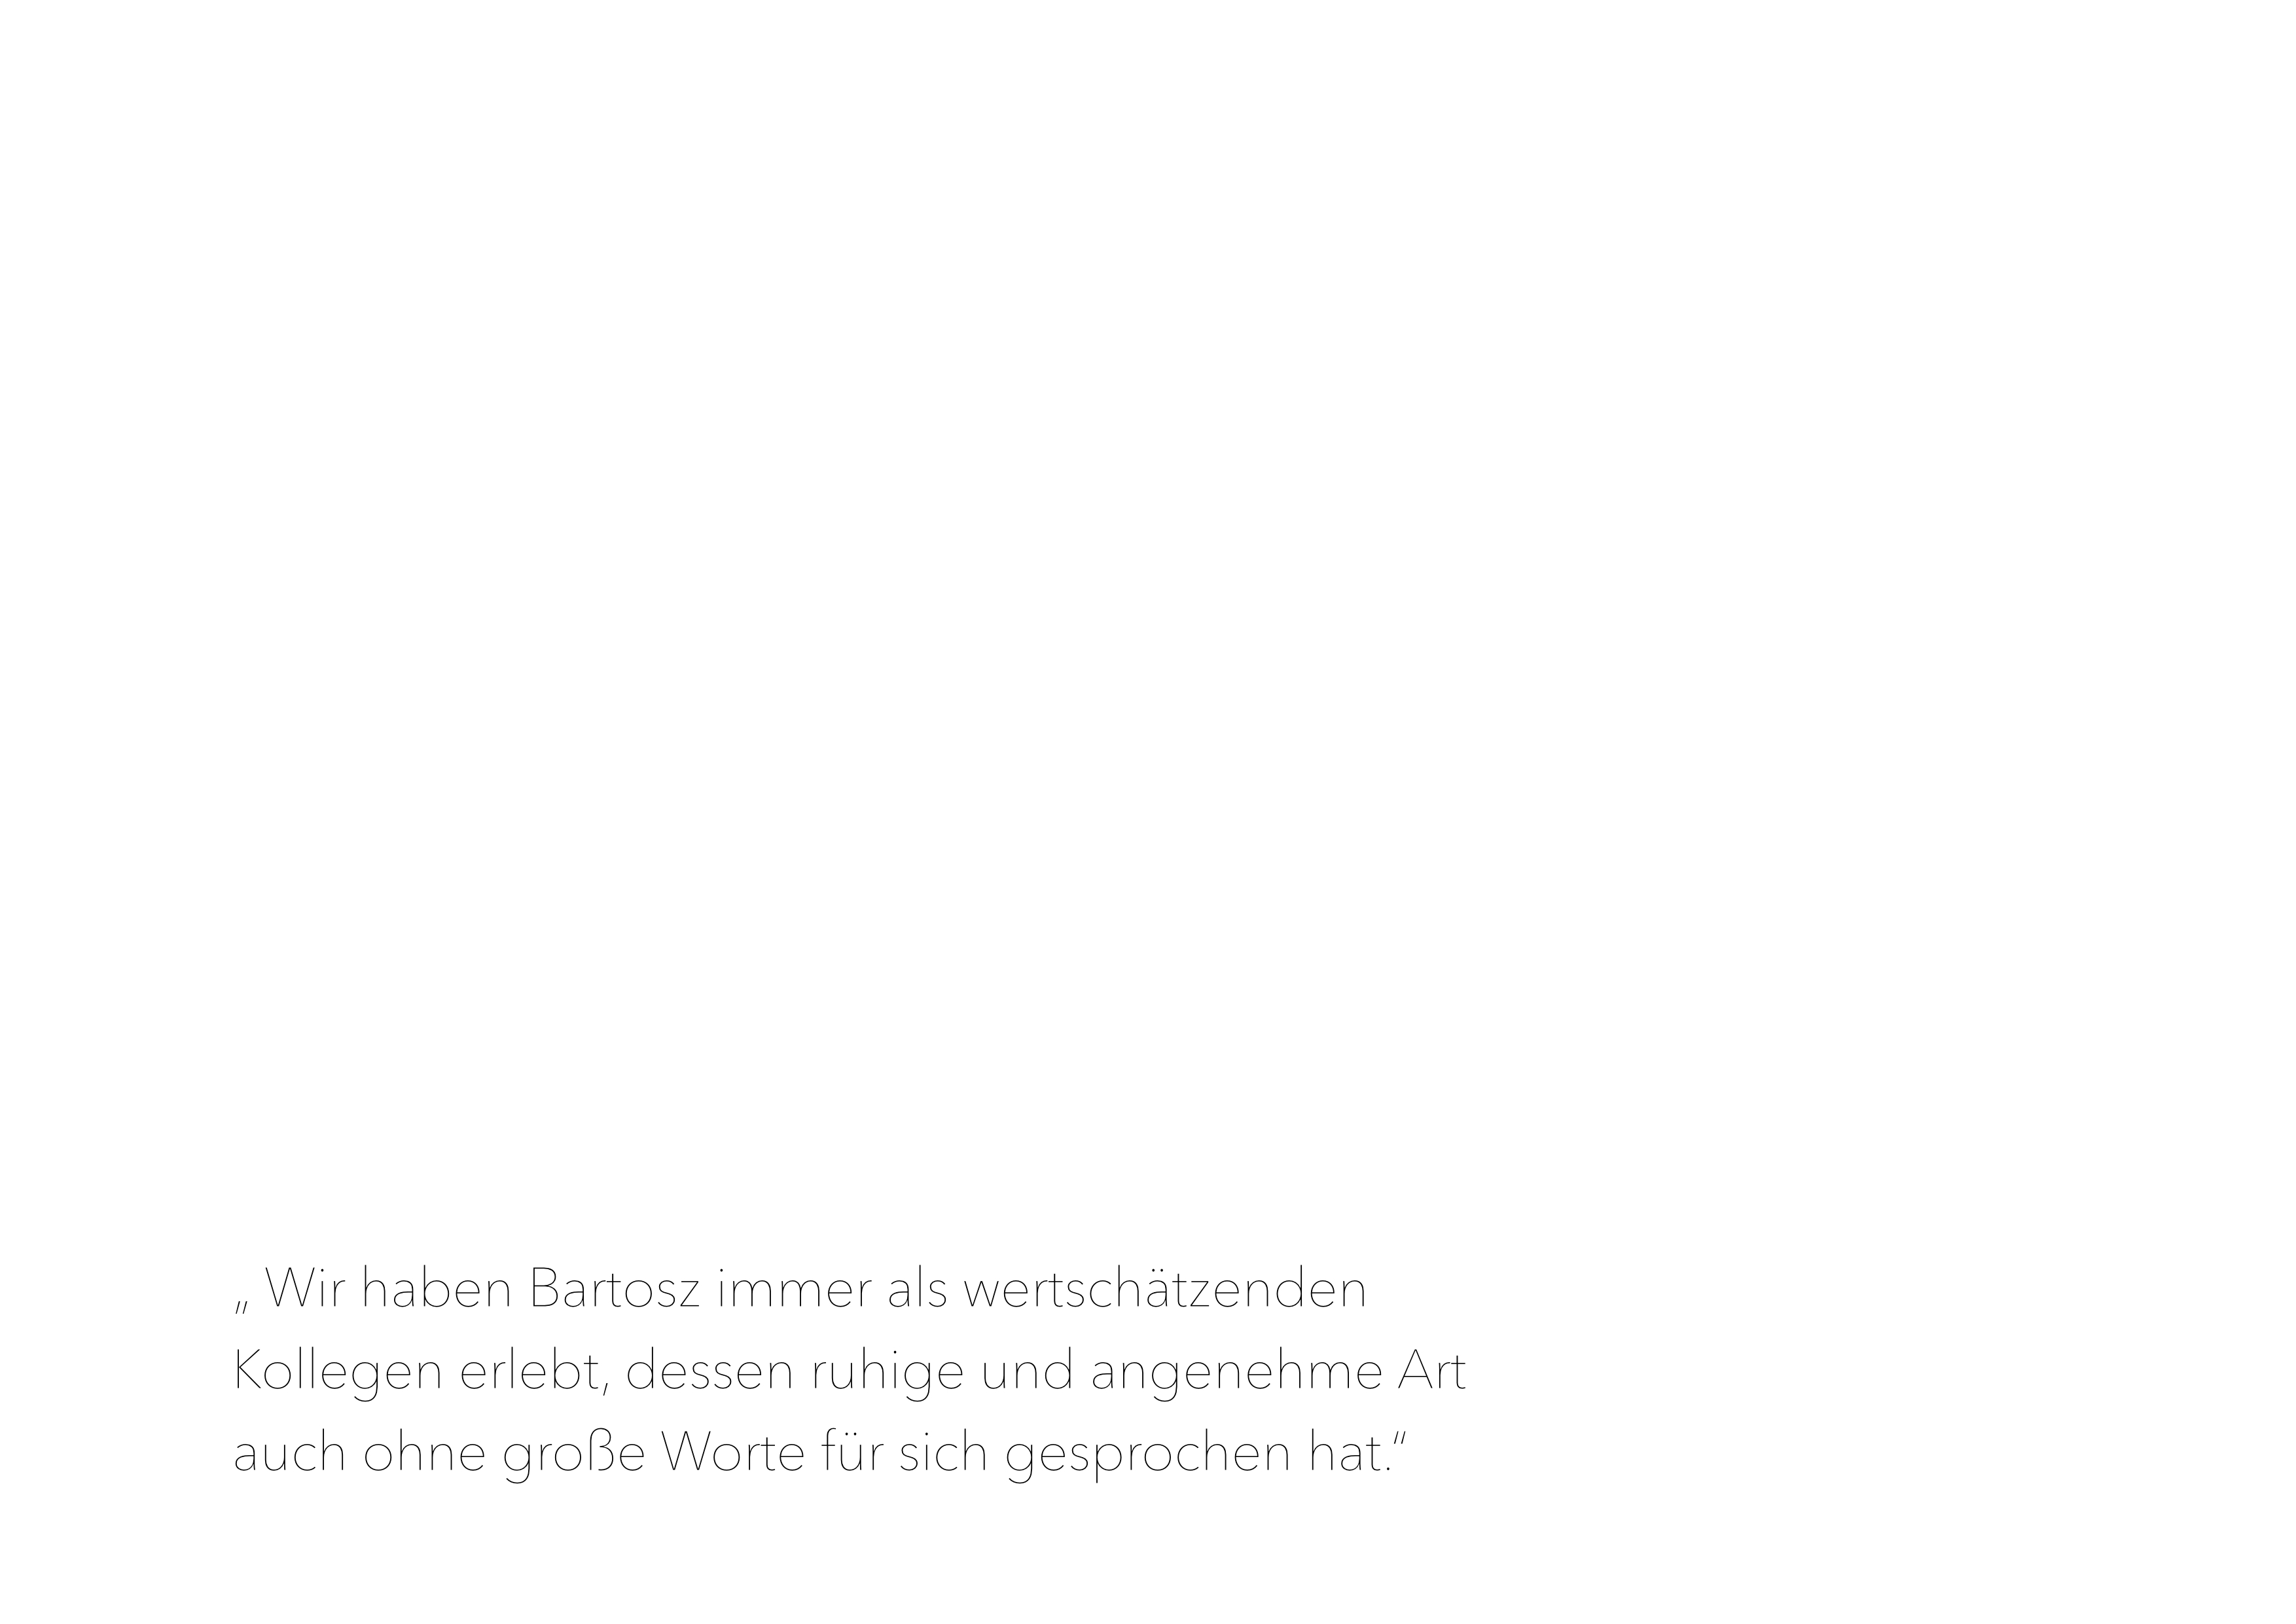 „Wir haben Bartosz immer als wertschätzenden
Kollegen erlebt, dessen ruhige und angenehme Art
auch ohne große Worte für sich gesprochen hat.“